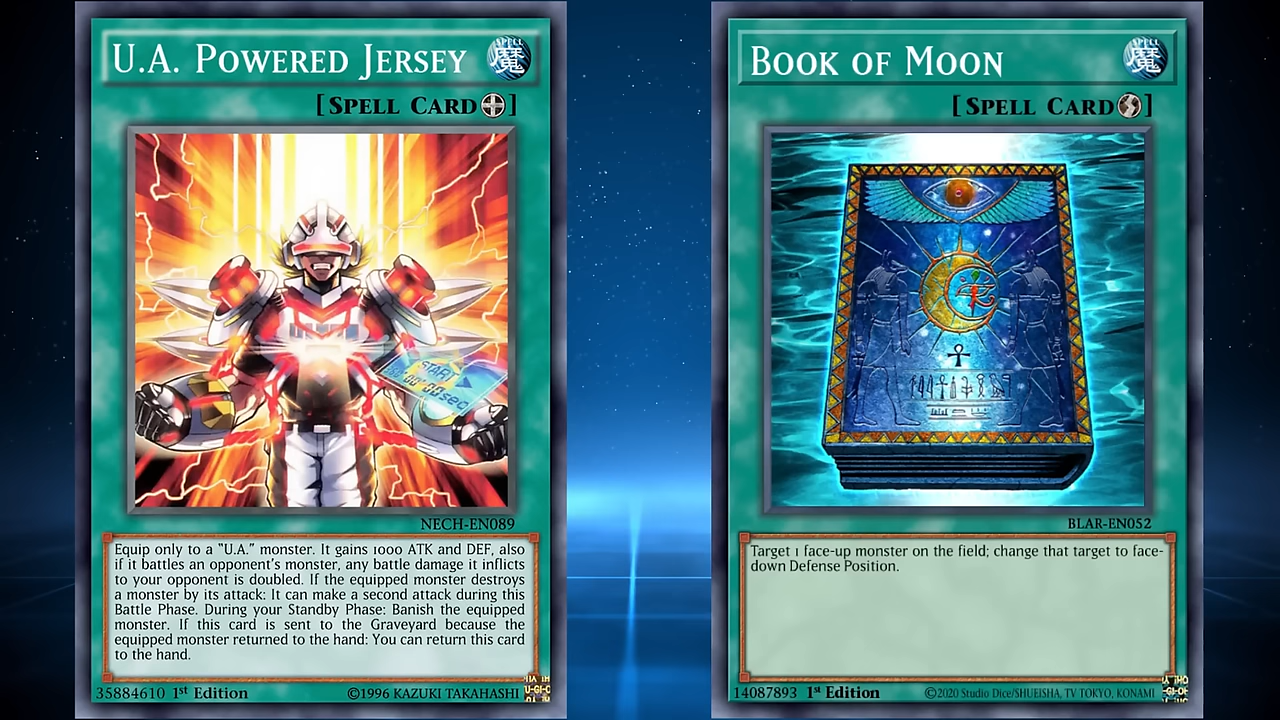 U.A. Powered Jersey
SPELL
魔
[Spell Card]
START
NECH-EN089
Equip only to a "U.A." monster. It gains 1000 ATK and DEF, also
if it battles an opponent's monster, any battle damage it inflicts
to your opponent is doubled. If the equipped monster destroys
a monster by its attack: It can make a second attack during this
Battle Phase. During your Standby Phase: Banish the equipped
monster. If this card is sent to the Graveyard because the
equipped monster returned to the hand: You can return this card
to the hand.
35884610 1st Edition ©1996 KAZUKI TAKAHASHI
Book of Moon
SPELL
魔
[Spell Card]
BLAR-EN052
Target 1 face-up monster on the field; change that target to face-
down Defense Position.
14087893 1st Edition ©2020 Studio Dice/SHUEISHA, TV TOKYO, KONAMI